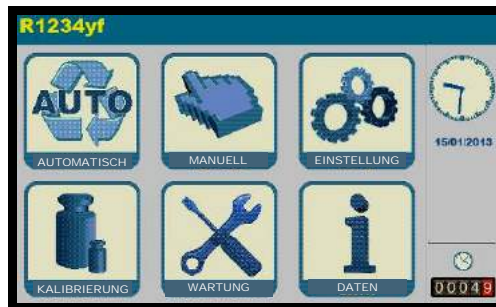 R1234yf
AUTO
AUTOMATISCH
MANUELL
EINSTELLUNG
15/01/2013
KALIBRIERUNG
WARTUNG
DATEN
00049